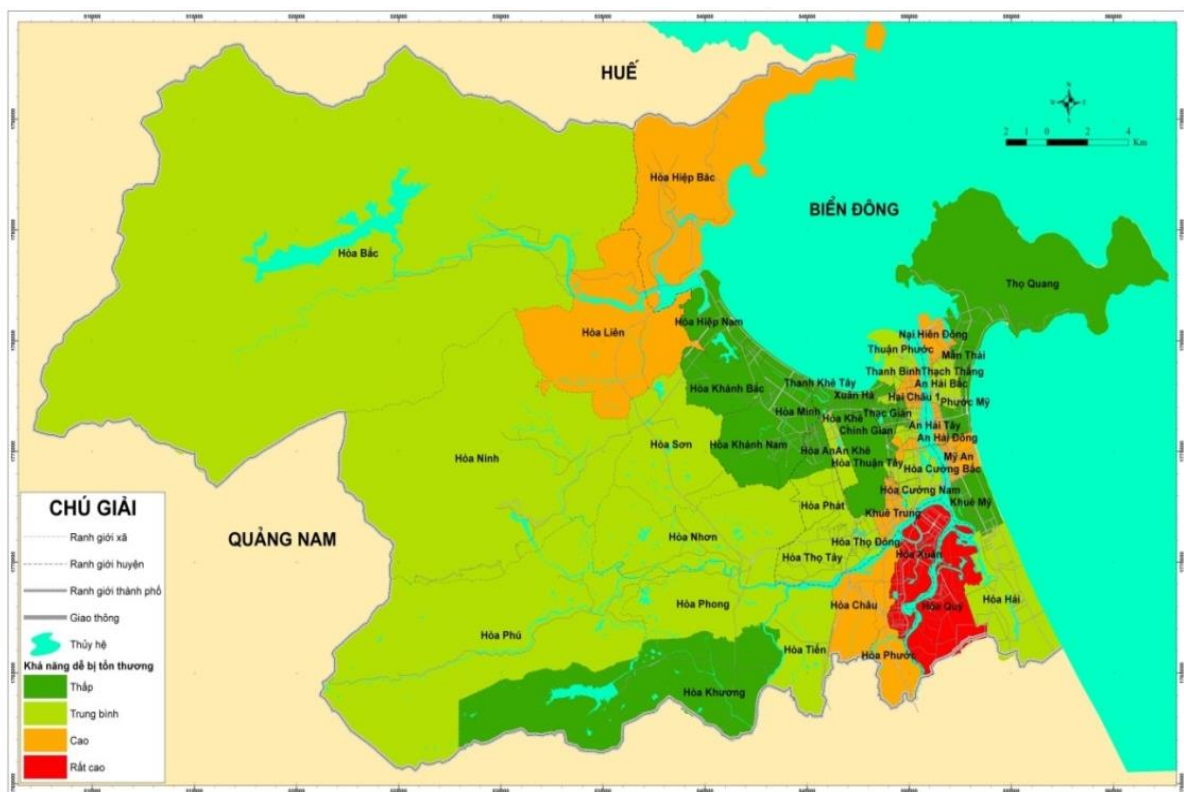 HUẾ
Hòa Hiệp Bắc
BIỂN ĐÔNG
2 1 0 2 4
Km
Hòa Bắc
Thọ Quang
Hòa Liên
Hòa Hiệp Nam
Nại Hiên Đông
Thuận Phước
Mân Thái
Thanh Bình
Thạch Thang
Hòa Khánh Bắc
Thanh Khê Tây
An Hải Bắc
Xuân Hà
Hải Châu 1
Phước Mỹ
Hòa Minh
Thạc Gián
Hòa Khê
An Hải Tây
Chính Gián
An Hải Đông
Hòa Sơn
Hòa Khánh Nam
Hòa An
An Khê
Mỹ An
Hòa Ninh
Hòa Thuận Tây
Hòa Cường Bắc
Hòa Cường Nam
Khuê Mỹ
Hòa Phát
Khuê Trung
QUẢNG NAM
Hòa Nhơn
Hòa Thọ Đông
Hòa Xuân
Hòa Thọ Tây
Hòa Phong
Hòa Châu
Hòa Quý
Hòa Hải
Hòa Phú
Hòa Tiến
Hòa Phước
Hòa Khương
CHÚ GIẢI
Ranh giới xã
Ranh giới huyện
Ranh giới thành phố
Giao thông
Thủy hệ
Khả năng dễ bị tổn thương
Thấp
Trung bình
Cao
Rất cao